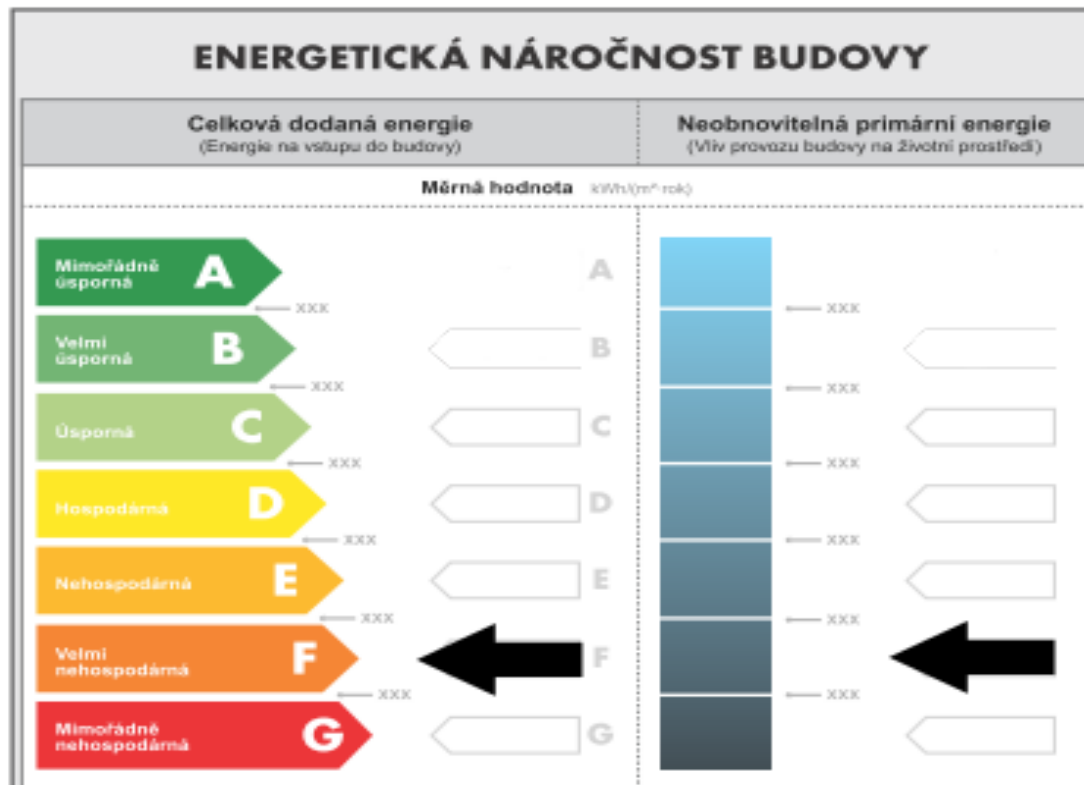 ENERGETICKÁ NÁROČNOST BUDOVY
Celková dodaná energie
(Energie na vstupu do budovy)
Neobnovitelná primární energie
(Vliv provozu budovy na životní prostředí)
Měrná hodnota kWh/(m²·rok)
Mimořádně
úsporná
A
A
XXX
XXX
Velmi
úsporná
B
B
XXX
XXX
Úsporná
C
C
XXX
XXX
Hospodárná
D
D
XXX
XXX
Nehospodárná
E
E
XXX
XXX
Velmi
nehospodárná
F
F
XXX
XXX
Mimořádně
nehospodárná
G
G